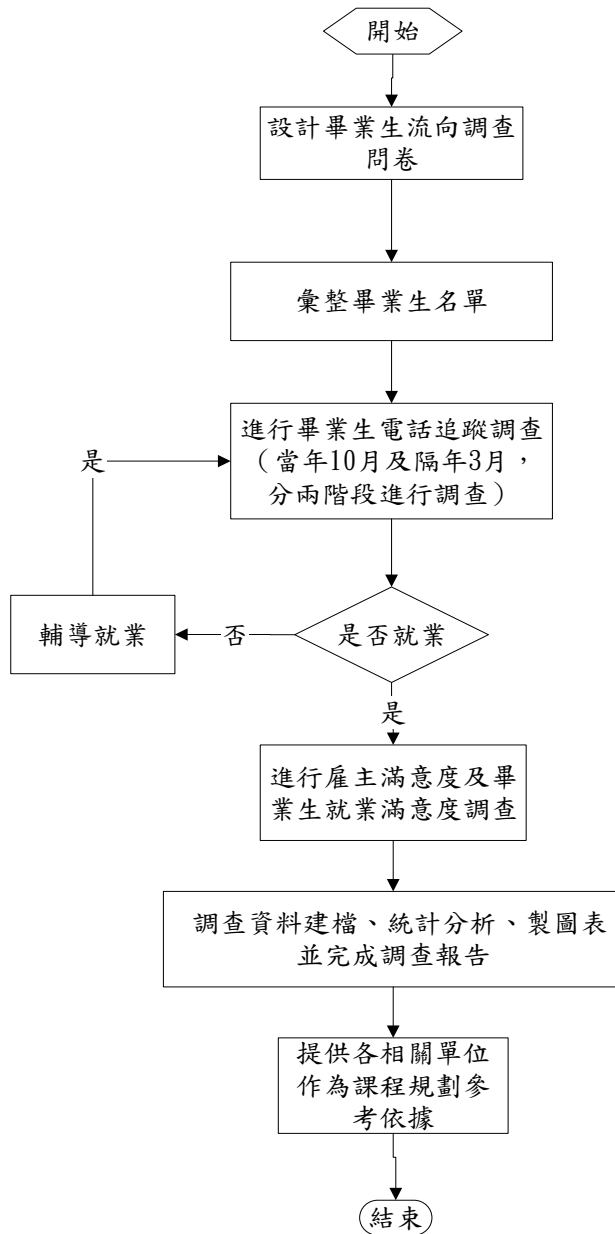 開始
設計畢業生流向調查
問卷
彙整畢業生名單
進行畢業生電話追蹤調查
（當年10月及隔年3月，
分兩階段進行調查）
是
輔導就業
否
是否就業
是
進行雇主滿意度及畢
業生就業滿意度調查
調查資料建檔、統計分析、製圖表
並完成調查報告
提供各相關單位
作為課程規劃參
考依據
結束